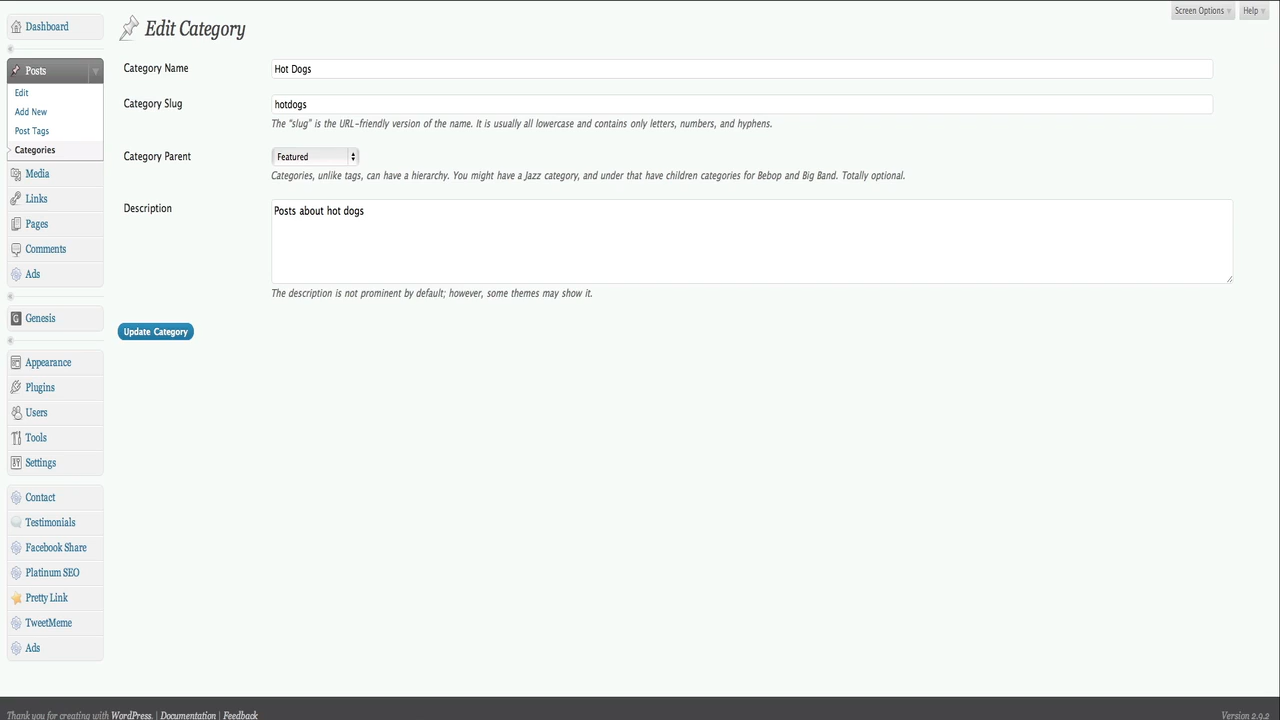 Screen Options
Help
Dashboard
Posts
Edit
Add New
Post Tags
Categories
Media
Links
Pages
Comments
Ads
Genesis
Appearance
Plugins
Users
Tools
Settings
Contact
Testimonials
Facebook Share
Platinum SEO
Pretty Link
TweetMeme
Ads
Edit Category
Category Name
Hot Dogs
Category Slug
hotdogs
The "slug" is the URL-friendly version of the name. It is usually all lowercase and contains only letters, numbers, and hyphens.
Category Parent
Featured
Categories, unlike tags, can have a hierarchy. You might have a Jazz category, and under that have children categories for Bebop and Big Band. Totally optional.
Description
Posts about hot dogs
The description is not prominent by default; however, some themes may show it.
Update Category
Thank you for creating with WordPress. | Documentation | Feedback
Version 2.9.2